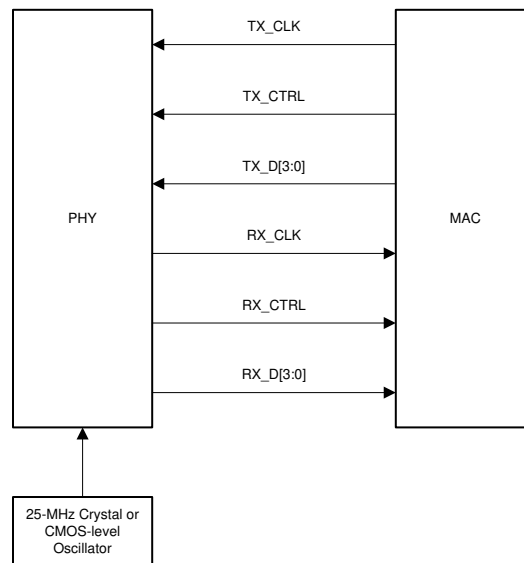 TX_CLK
TX_CTRL
TX_D[3:0]
PHY
MAC
RX_CLK
RX_CTRL
RX_D[3:0]
25-MHz Crystal or
CMOS-level
Oscillator